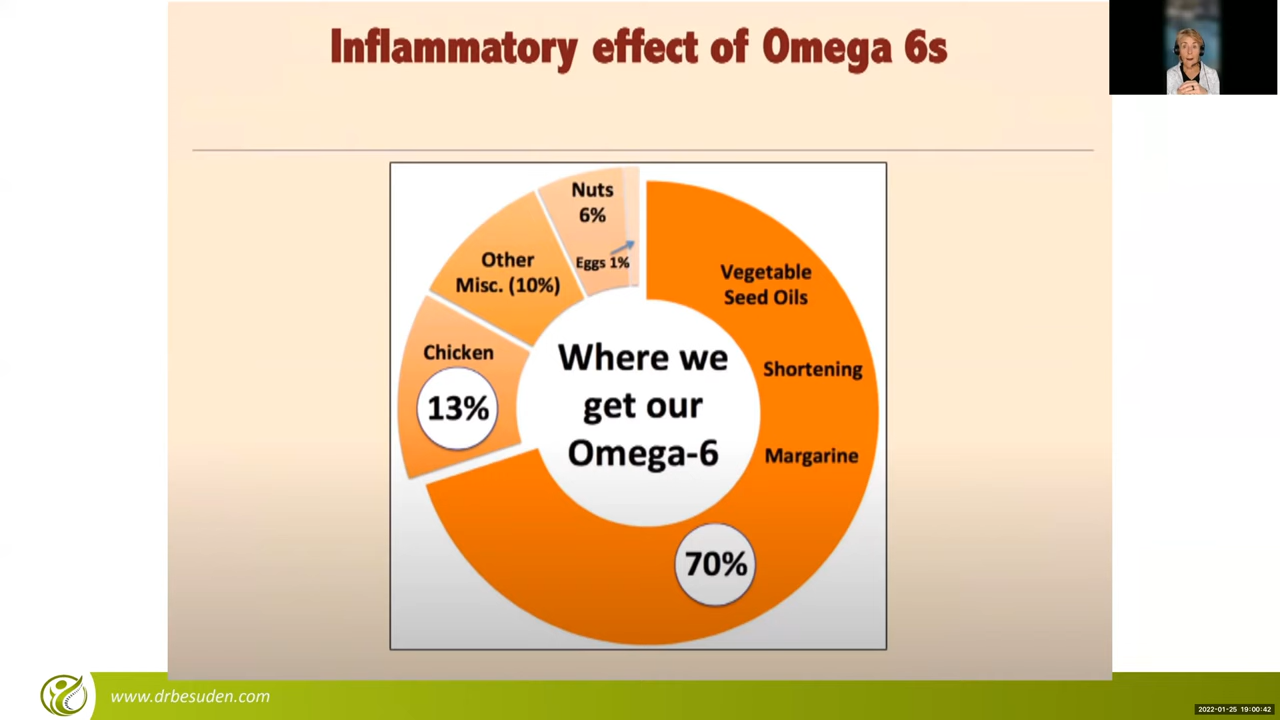 Inflammatory effect of Omega 6s
Nuts
6%
Eggs 1%
Other
Misc. (10%)
Chicken
13%
Where we
get our
Omega-6
Vegetable
Seed Oils
Shortening
Margarine
70%
www.drbesuden.com
2022-01-25 19:00:42